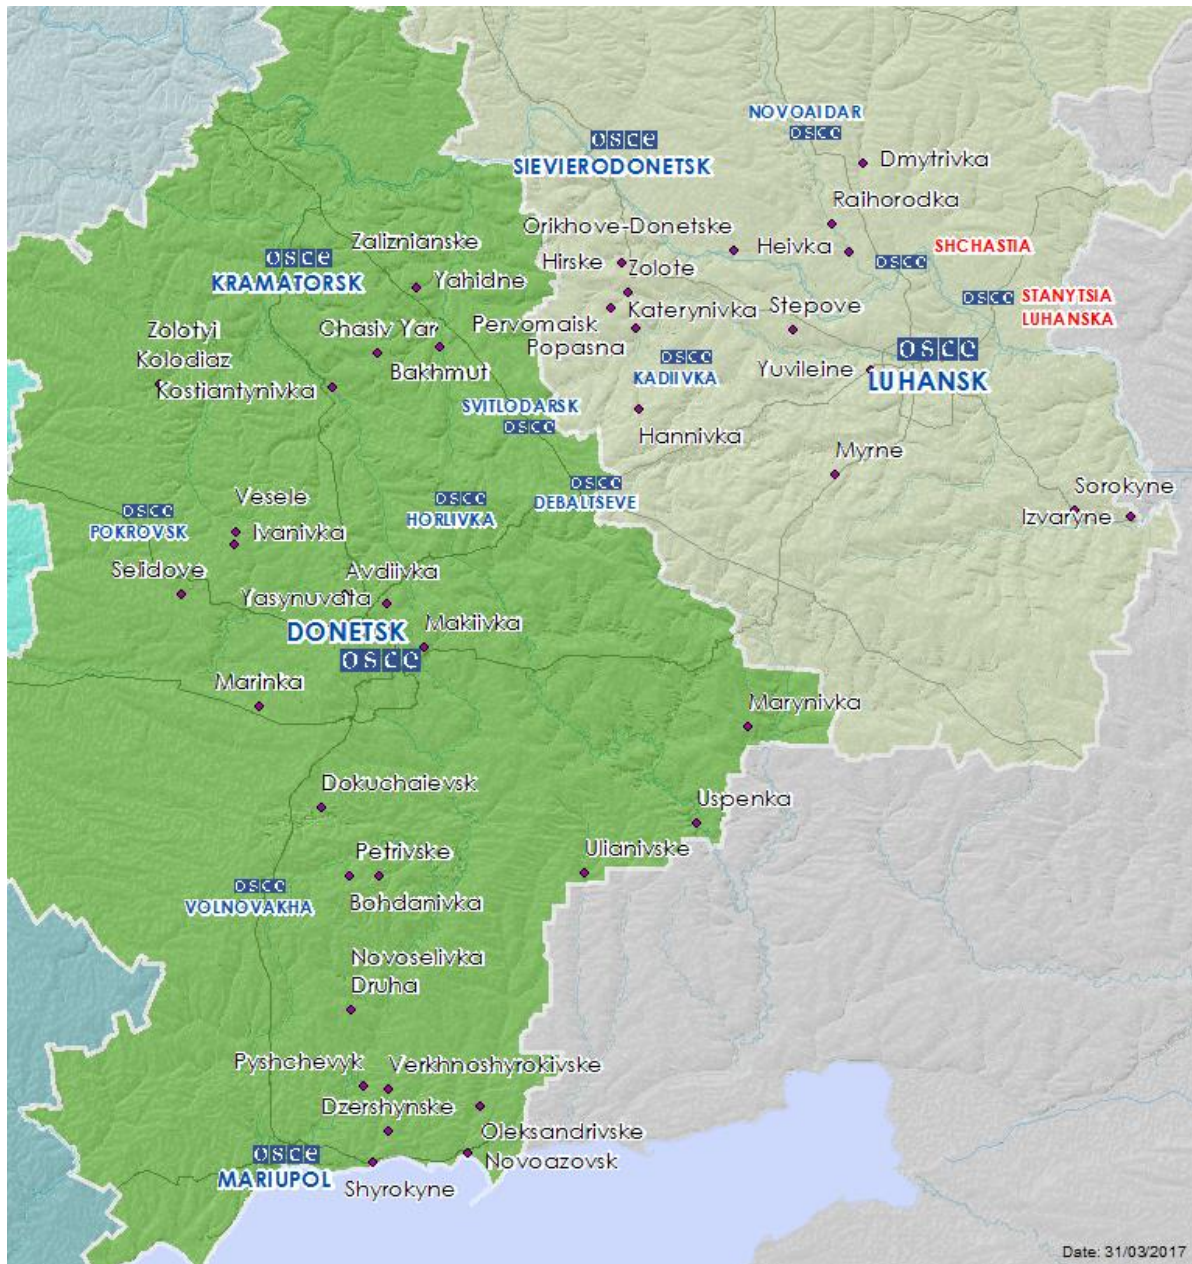 NOVOAIDAR
osce
osce
SIEVIERODONETSK
Dmytrivka
Raihorodka
Orikhove-Donetske
Heivka
SHCHASTIA
osce
Zaliznianske
osce
KRAMATORSK
Hirske
Zolote
Yahidne
osce
STANYTSIA
LUHANSKA
Katerynivka
Stepove
Zolotyi
Kolodiaz
Chasiv Yar
Pervomaisk
Popasna
osce
LUHANSK
osce
KADIIVKA
Yuvileine
Bakhmut
Kostiantynivka
SVITLODARSK
osce
Hannivka
Myrne
osce
DEBALTSEVE
Sorokyne
Izvaryne
osce
POKROVSK
Vesele
Ivanivka
osce
HORLIVKA
Selidove
Avdiivka
Yasynuvata
DONETSK
osce
Makiivka
Marinka
Marynivka
Dokuchaievsk
Uspenka
Petrivske
Ulianivske
osce
VOLNOVAKHA
Bohdanivka
Novoselivka
Druha
Pyshchevyk
Verkhnoshyrokivske
Dzershynske
Oleksandrivske
osce
MARIUPOL
Novoazovsk
Shyrokyne
Date: 31/03/2017